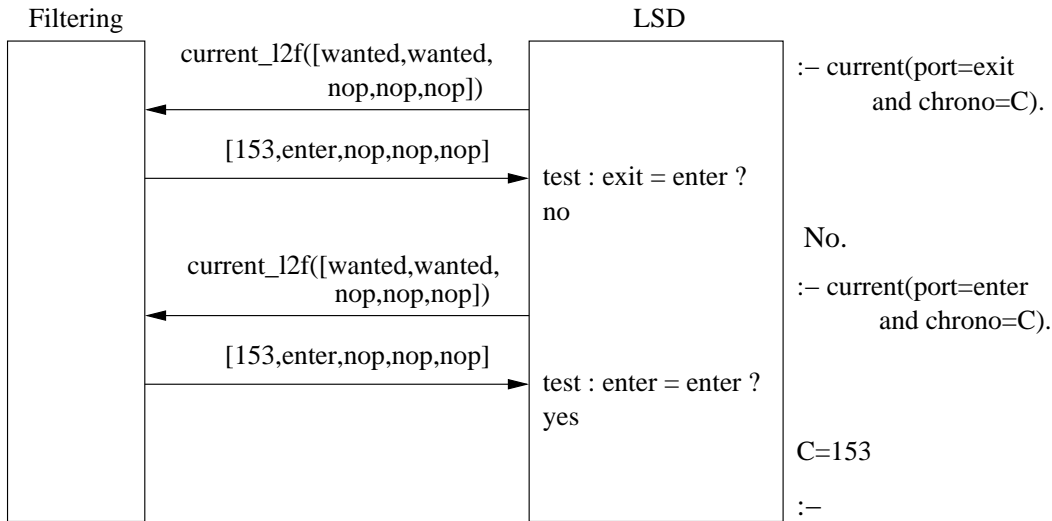 Filtering
LSD
current_l2f([wanted,wanted,
nop,nop,nop])
:− current(port=exit
and chrono=C).
[153,enter,nop,nop,nop]
test : exit = enter ?
no
No.
current_l2f([wanted,wanted,
nop,nop,nop])
:− current(port=enter
and chrono=C).
[153,enter,nop,nop,nop]
test : enter = enter ?
yes
C=153
:−